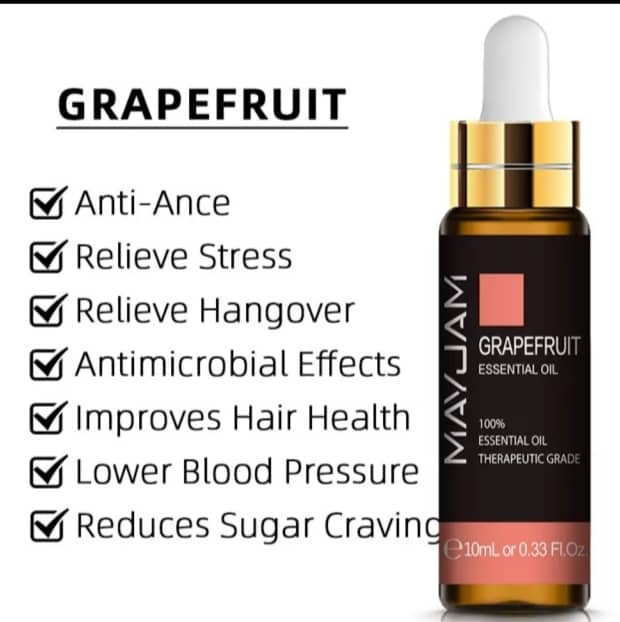 GRAPEFRUIT
Anti-Ance
Relieve Stress
Relieve Hangover
Antimicrobial Effects
Improves Hair Health
Lower Blood Pressure
Reduces Sugar Craving
MAYJAM
GRAPEFRUIT
ESSENTIAL OIL
100%
ESSENTIAL OIL
THERAPEUTIC GRADE
℮10mL or 0.33 Fl.Oz.